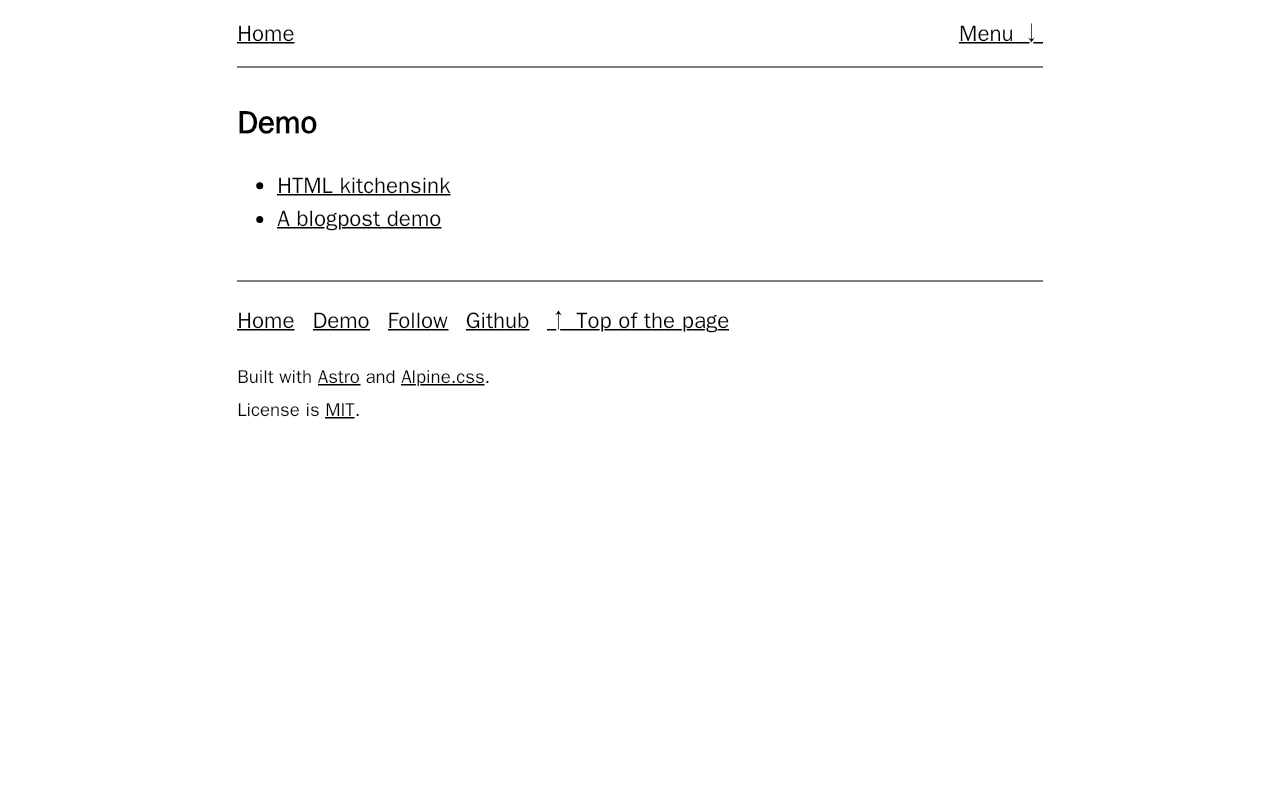 Home Menu ↓
Demo
• HTML kitchensink
• A blogpost demo
Home Demo Follow Github ↑ Top of the page
Built with Astro and Alpine.css.
License is MIT.